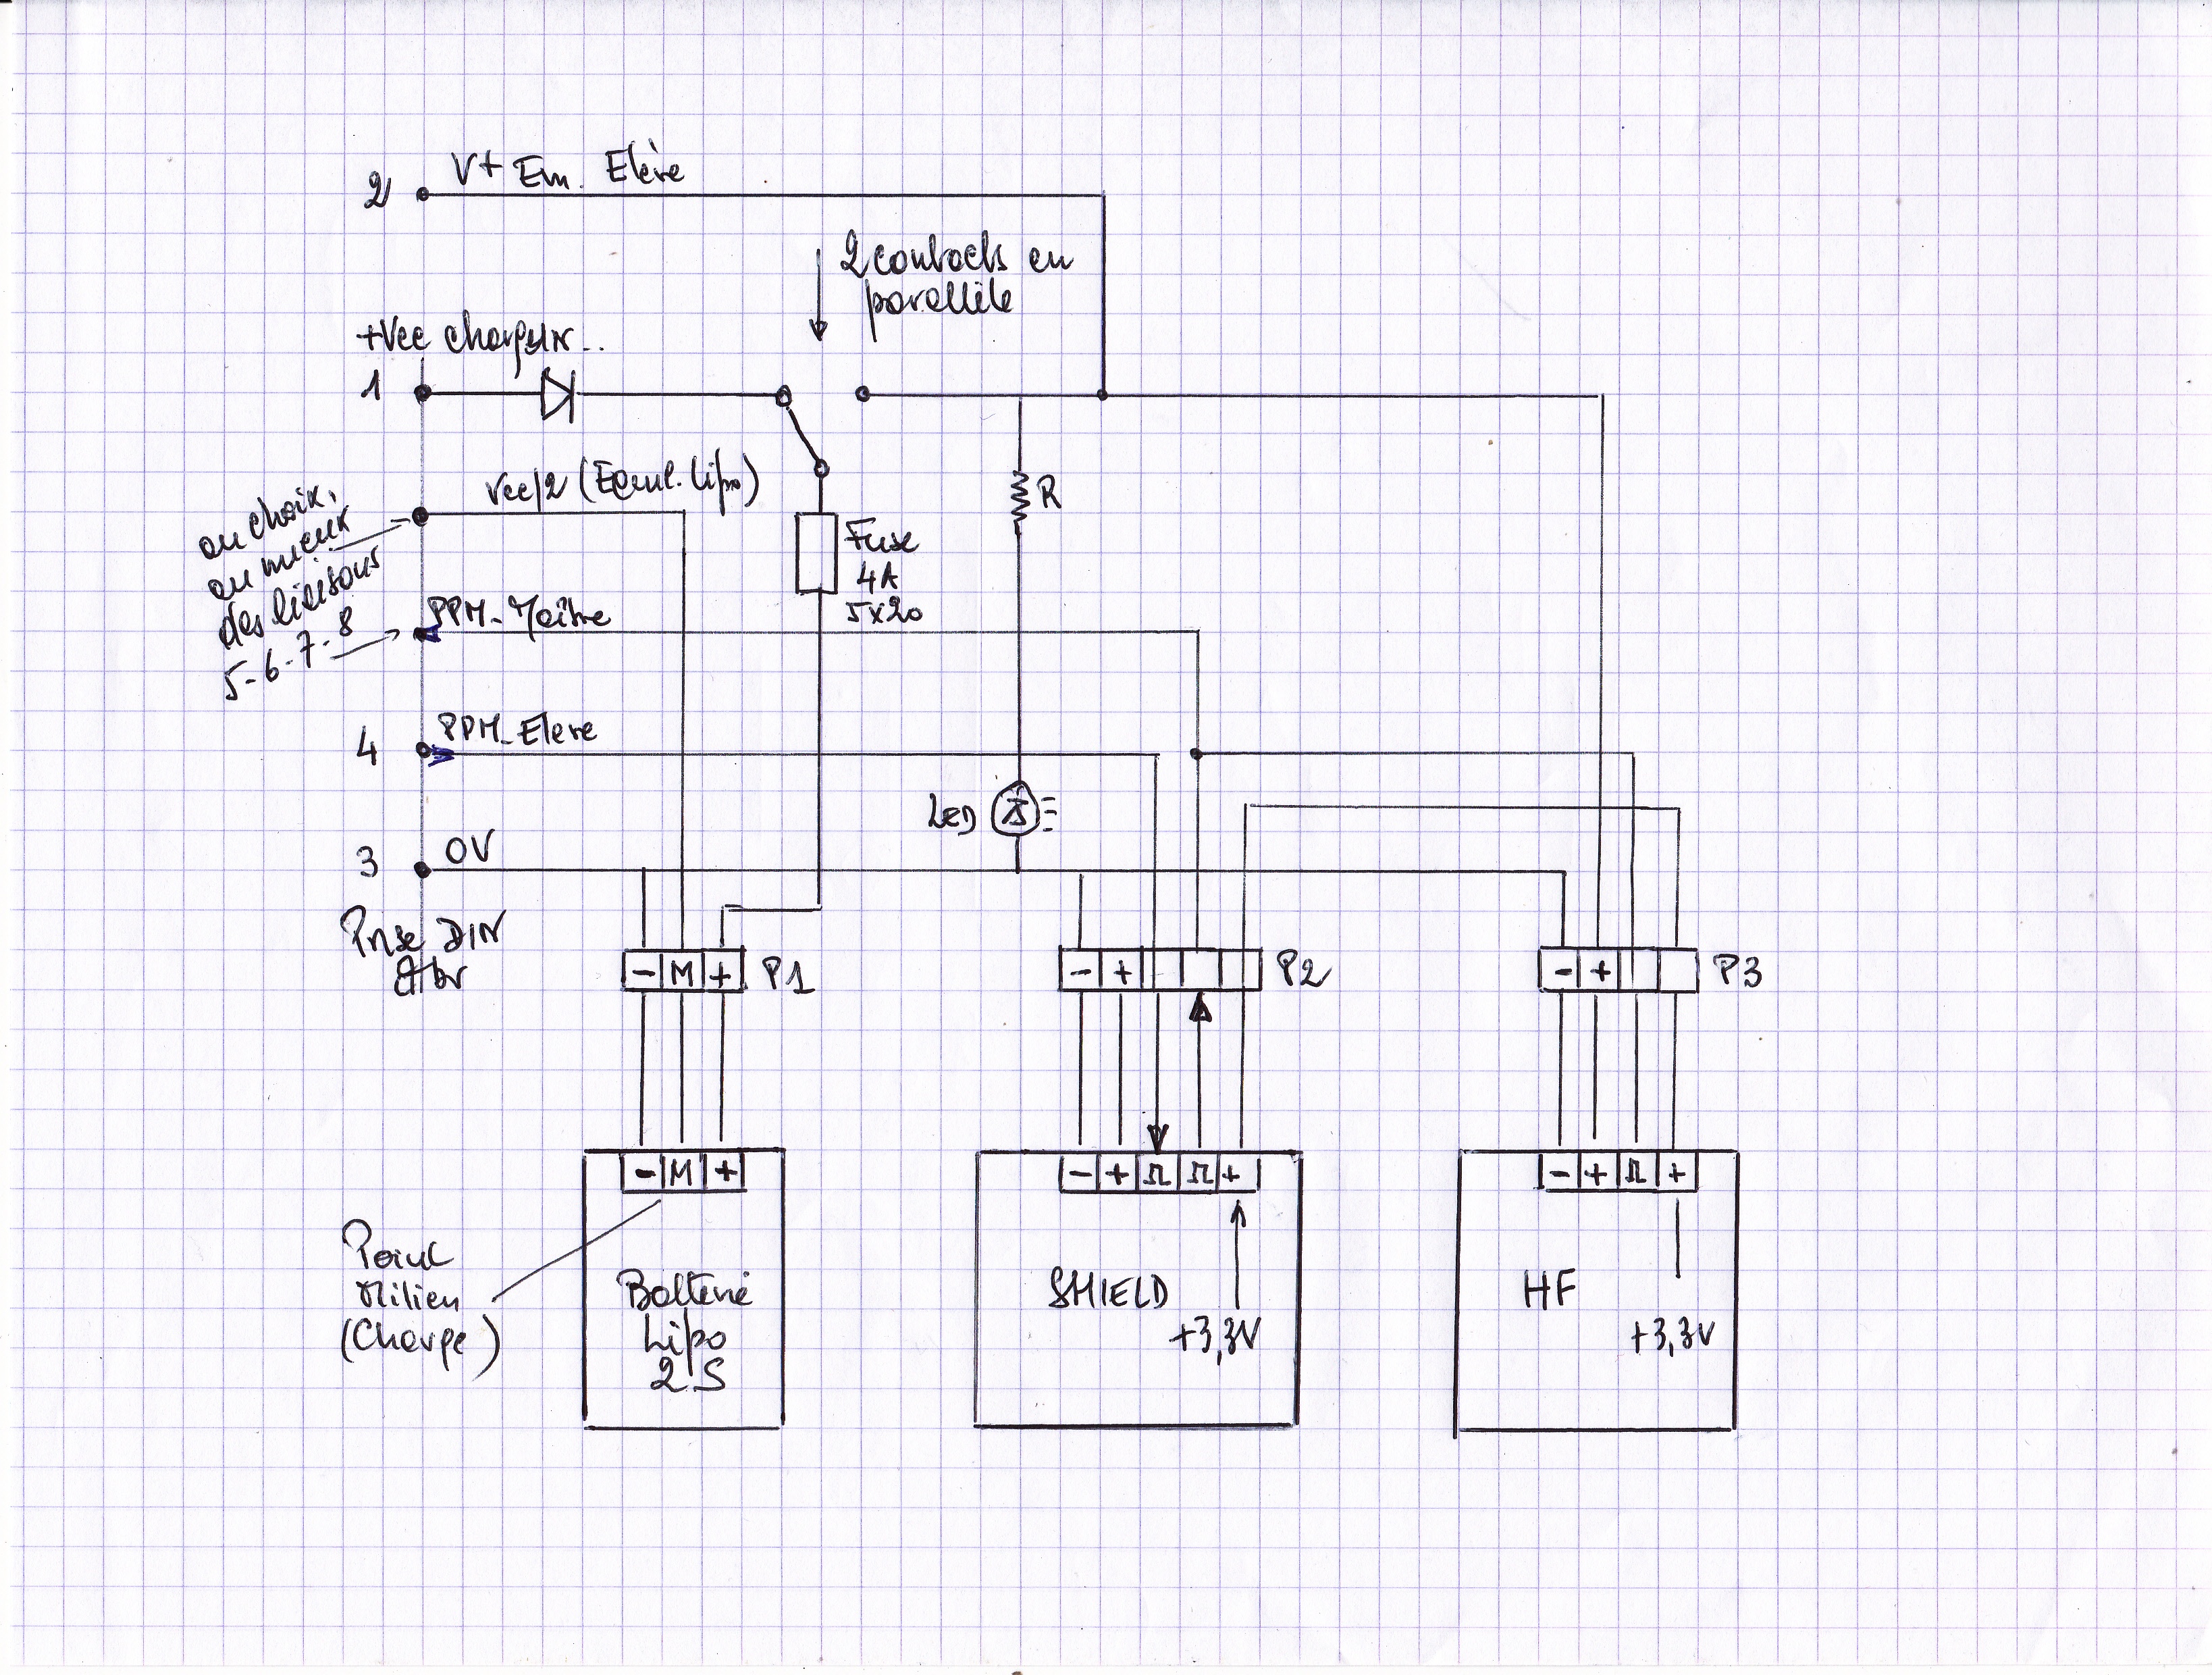 2
V+ Em. Elève
2 contacts en
parallèle
+Vcc chargeur..
1
Vcc/2 (Equil. Lipo)
au choix,
au mieux
des liaisons
5-6-7-8
R
Fuse
4A
5x20
PPM_Maître
4
PPM_Eleve
LED
3
0V
Prise DIN
- M + P1
- + P2
- + P3
- M +
- + Ω Ω +
- + Ω +
Point
Milieu
(Charge)
Batterie
Lipo
2S
SHIELD
+3,3V
HF
+3,3V